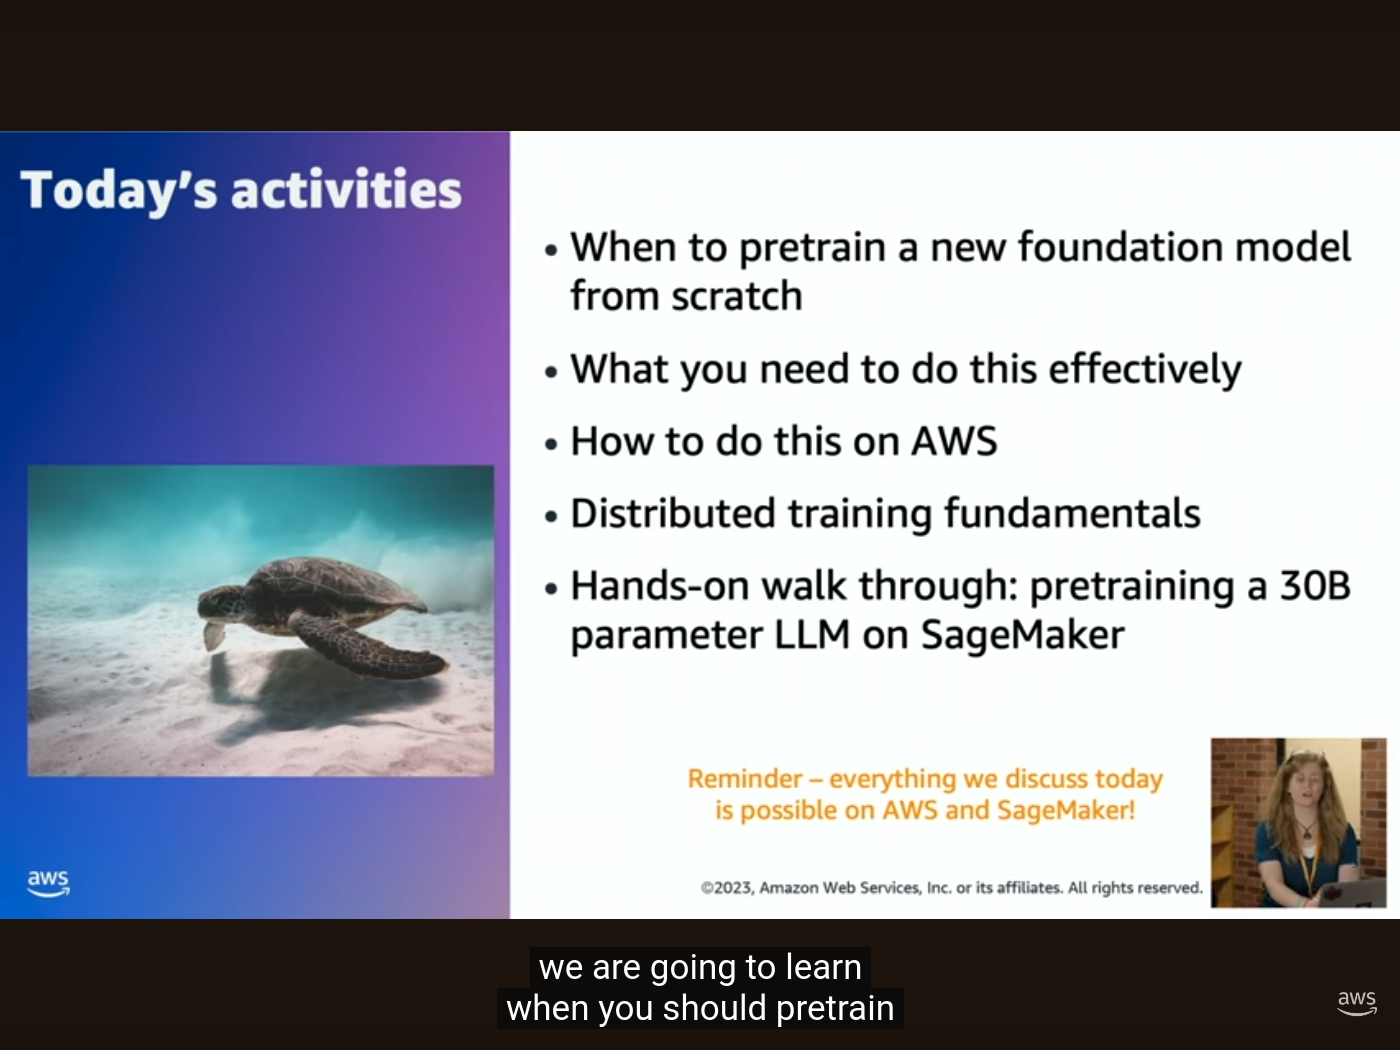 Today's activities
• When to pretrain a new foundation model
from scratch
• What you need to do this effectively
• How to do this on AWS
• Distributed training fundamentals
• Hands-on walk through: pretraining a 30B
parameter LLM on SageMaker
Reminder – everything we discuss today
is possible on AWS and SageMaker!
aws
©2023, Amazon Web Services, Inc. or its affiliates. All rights reserved.
we are going to learn
when you should pretrain
aws